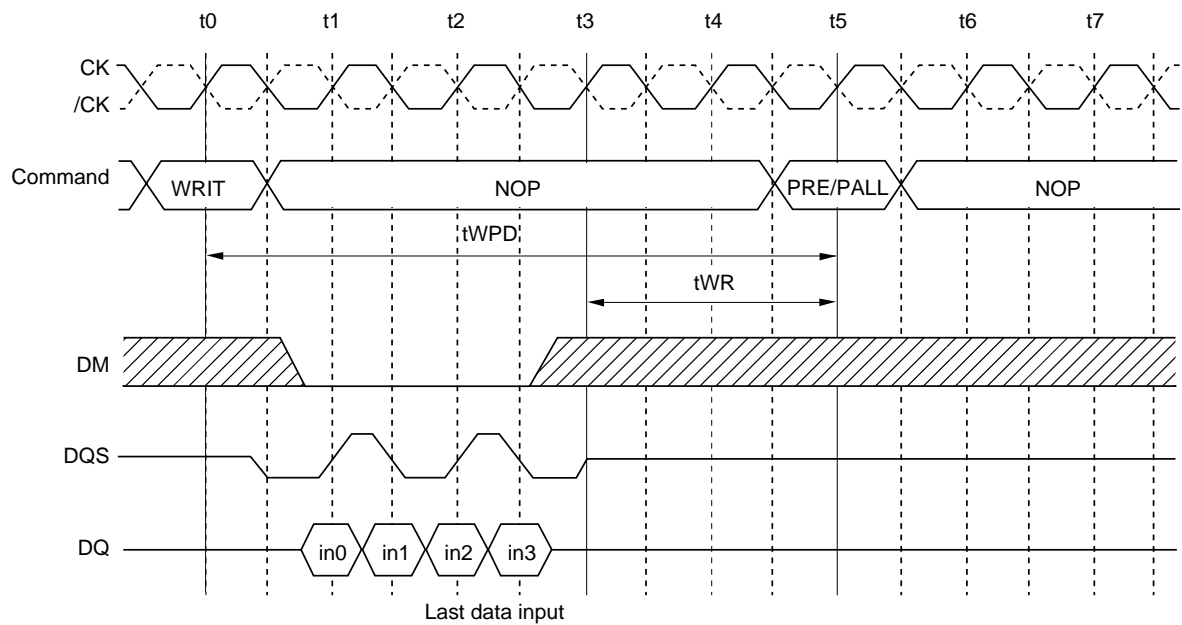 t0 t1 t2 t3 t4 t5 t6 t7
CK
/CK
Command WRIT NOP PRE/PALL NOP
tWPD
tWR
DM
DQS
DQ in0 in1 in2 in3
Last data input